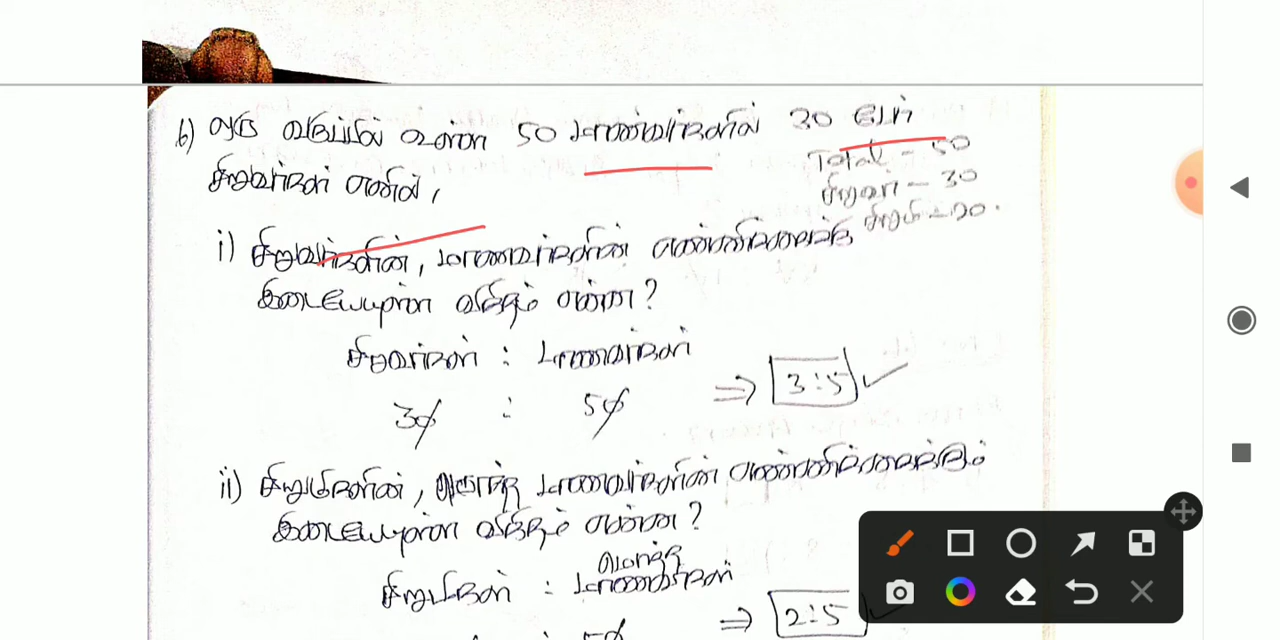 6) ஒரு வகுப்பில் உள்ள 50 மாணவர்களில் 30 பேர்
Total - 50
சிறுவர்கள் எனில்,
சிறுவர் - 30
சிறுமி - 20.
i) சிறுவர்களின், மாணவர்களின் எண்ணிக்கைக்கு
இடையேயுள்ள விகிதம் என்ன?
சிறுவர்கள் : மாணவர்கள்
30 : 50 ⇒ 3:5 ✓
ii) சிறுமிகளின், மொத்த மாணவர்களின் எண்ணிக்கைக்கும்
இடையேயுள்ள விகிதம் என்ன?
சிறுமிகள் : மொத்த மாணவர்கள்
⇒ 2:5